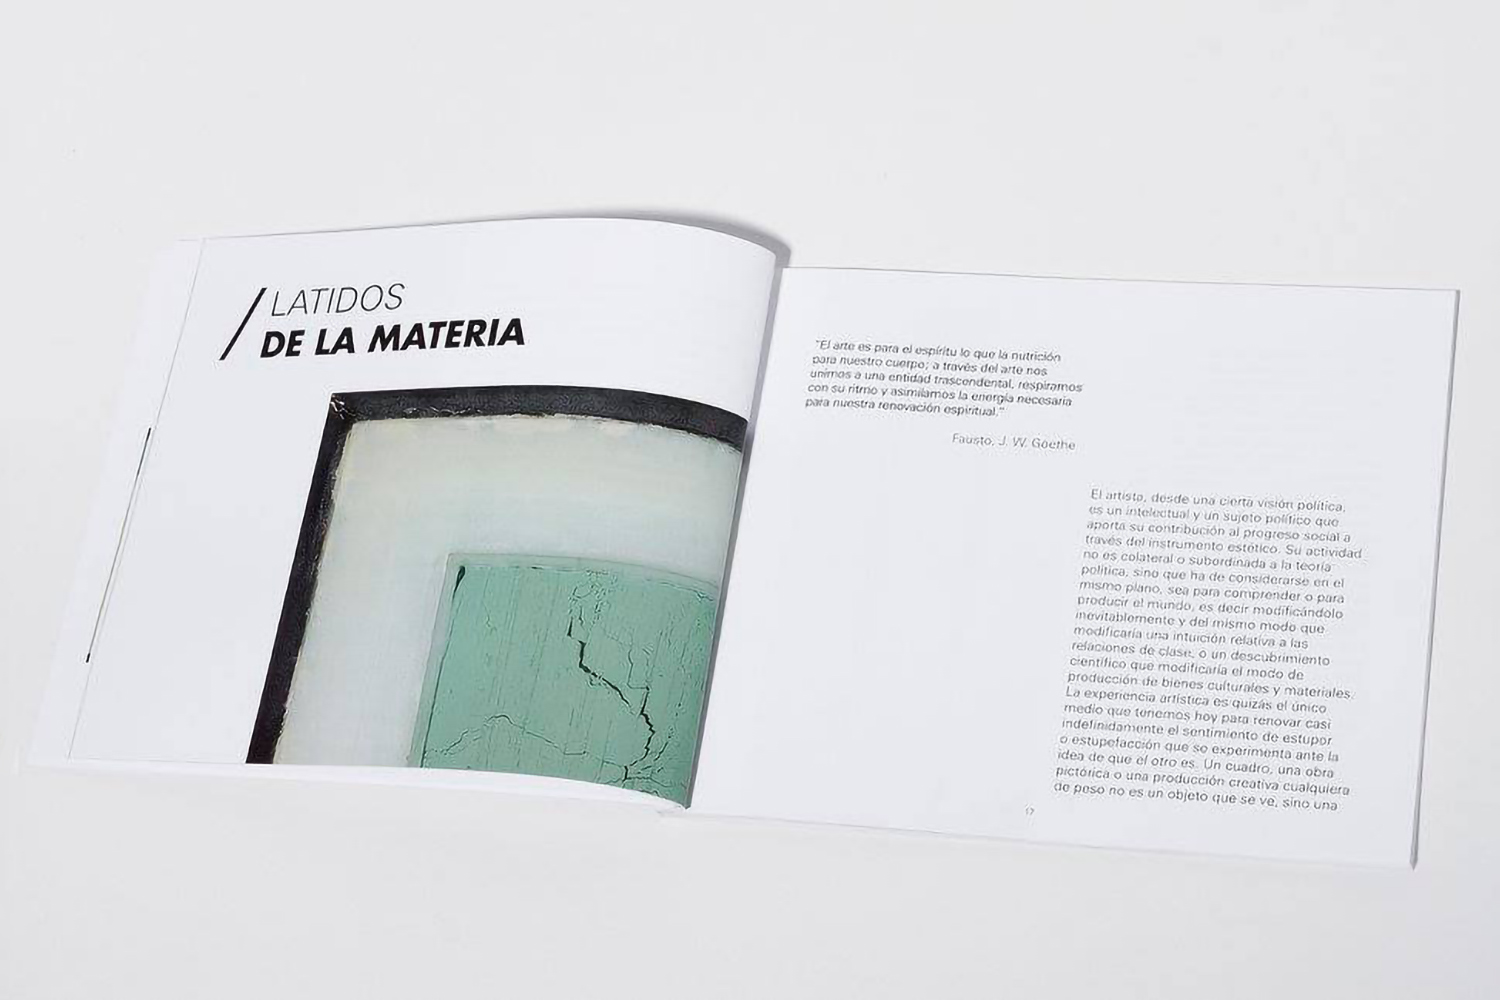 LATIDOS
DE LA MATERIA
"El arte es para el espíritu lo que la nutrición
para nuestro cuerpo; a través del arte nos
unimos a una entidad trascendental, respiramos
con su ritmo y asimilamos la energía necesaria
para nuestra renovación espiritual."
Fausto, J. W. Goethe
El artista, desde una cierta visión política,
es un intelectual y un sujeto político que
aporta su contribución al progreso social a
través del instrumento estético. Su actividad
no es colateral o subordinada a la teoría
política, sino que ha de considerarse en el
mismo plano, sea para comprender o para
producir el mundo, es decir modificándolo
inevitablemente y del mismo modo que
modificaría una intuición relativa a las
relaciones de clase, o un descubrimiento
científico que modificaría el modo de
producción de bienes culturales y materiales.
La experiencia artística es quizás el único
medio que tenemos hoy para renovar casi
indefinidamente el sentimiento de estupor
o estupefacción que se experimenta ante la
idea de que el otro es. Un cuadro, una obra
pictórica o una producción creativa cualquiera
de peso no es un objeto que se ve, sino una
17